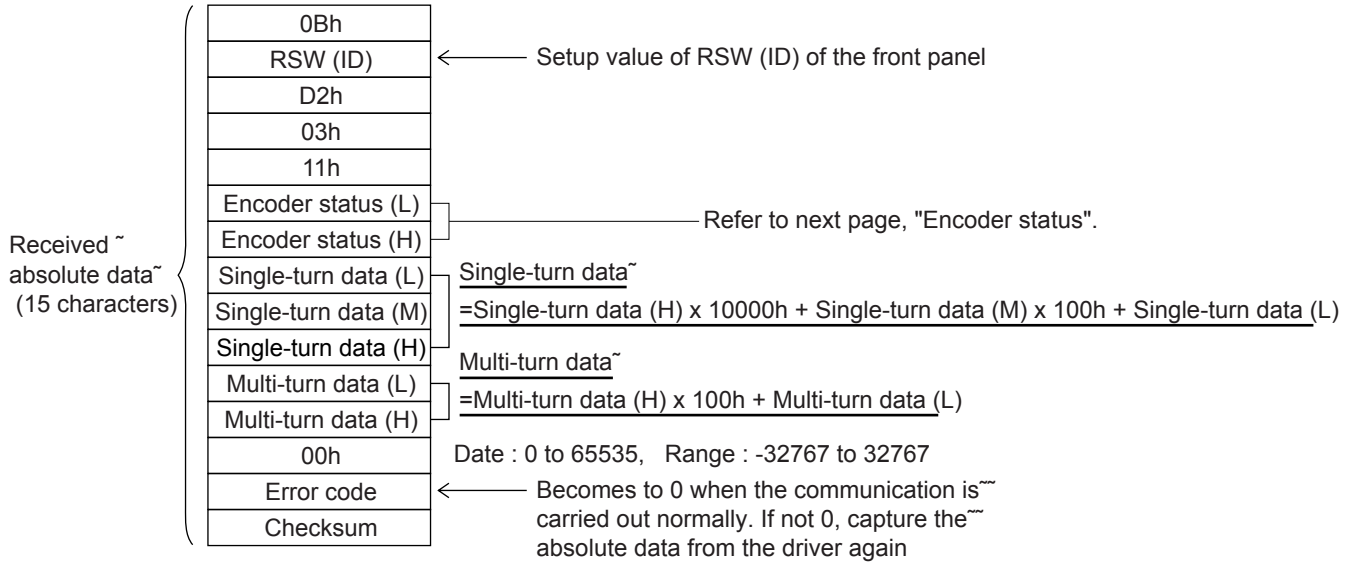 0Bh
RSW (ID)
Setup value of RSW (ID) of the front panel
D2h
03h
11h
Encoder status (L)
Encoder status (H)
Refer to next page, "Encoder status".
Received ˜
absolute data˜
(15 characters)
Single-turn data (L)
Single-turn data (M)
Single-turn data (H)
Single-turn data˜
=Single-turn data (H) x 10000h + Single-turn data (M) x 100h + Single-turn data (L)
Multi-turn data (L)
Multi-turn data (H)
Multi-turn data˜
=Multi-turn data (H) x 100h + Multi-turn data (L)
00h
Date : 0 to 65535, Range : -32767 to 32767
Error code
Becomes to 0 when the communication is˜˜
carried out normally. If not 0, capture the˜˜
absolute data from the driver again
Checksum